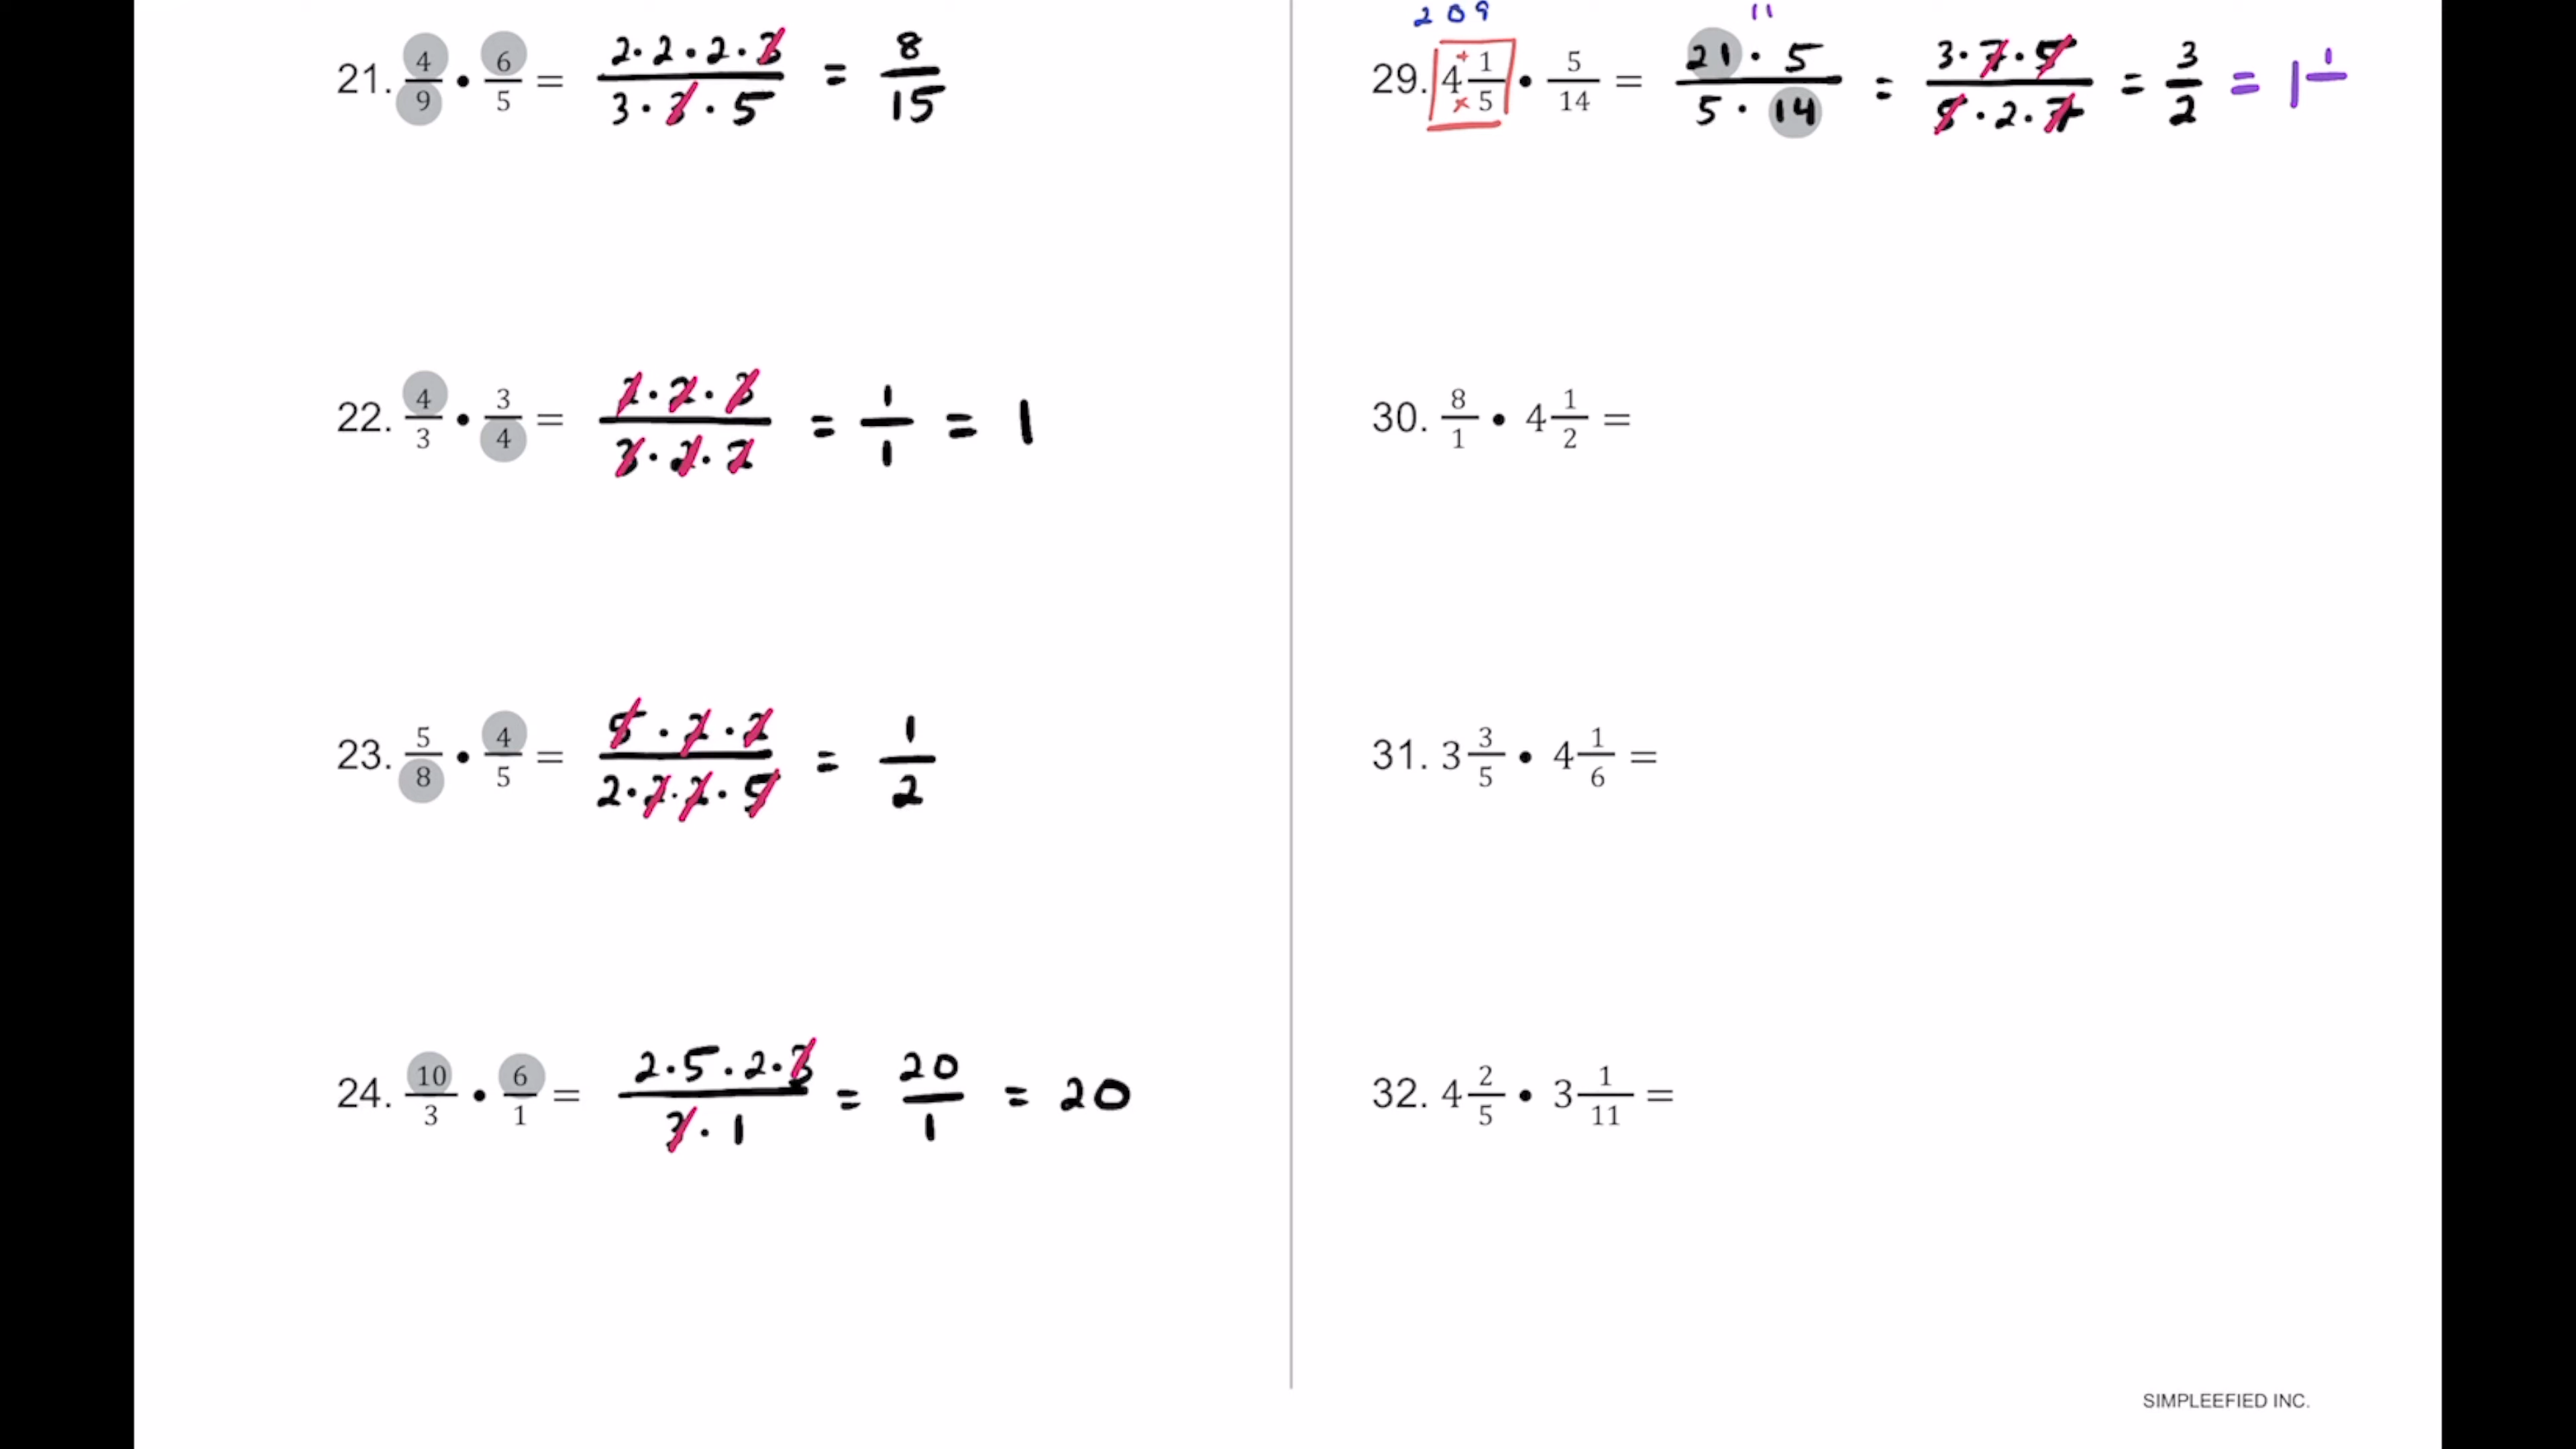 21. 4/9 • 6/5 = 2·2·2·3 / 3·3·5 = 8/15
22. 4/3 • 3/4 = 2·2·3 / 3·2·2 = 1/1 = 1
23. 5/8 • 4/5 = 5·2·2 / 2·2·2·5 = 1/2
24. 10/3 • 6/1 = 2·5·2·3 / 3·1 = 20/1 = 20
2 0 9 11
29. 4 + 1/5 × • 5/14 = 21·5 / 5·14 = 3·7·5 / 5·2·7 = 3/2 = 1 1/
30. 8/1 • 4 1/2 =
31. 3 3/5 • 4 1/6 =
32. 4 2/5 • 3 1/11 =
SIMPLEEFIED INC.